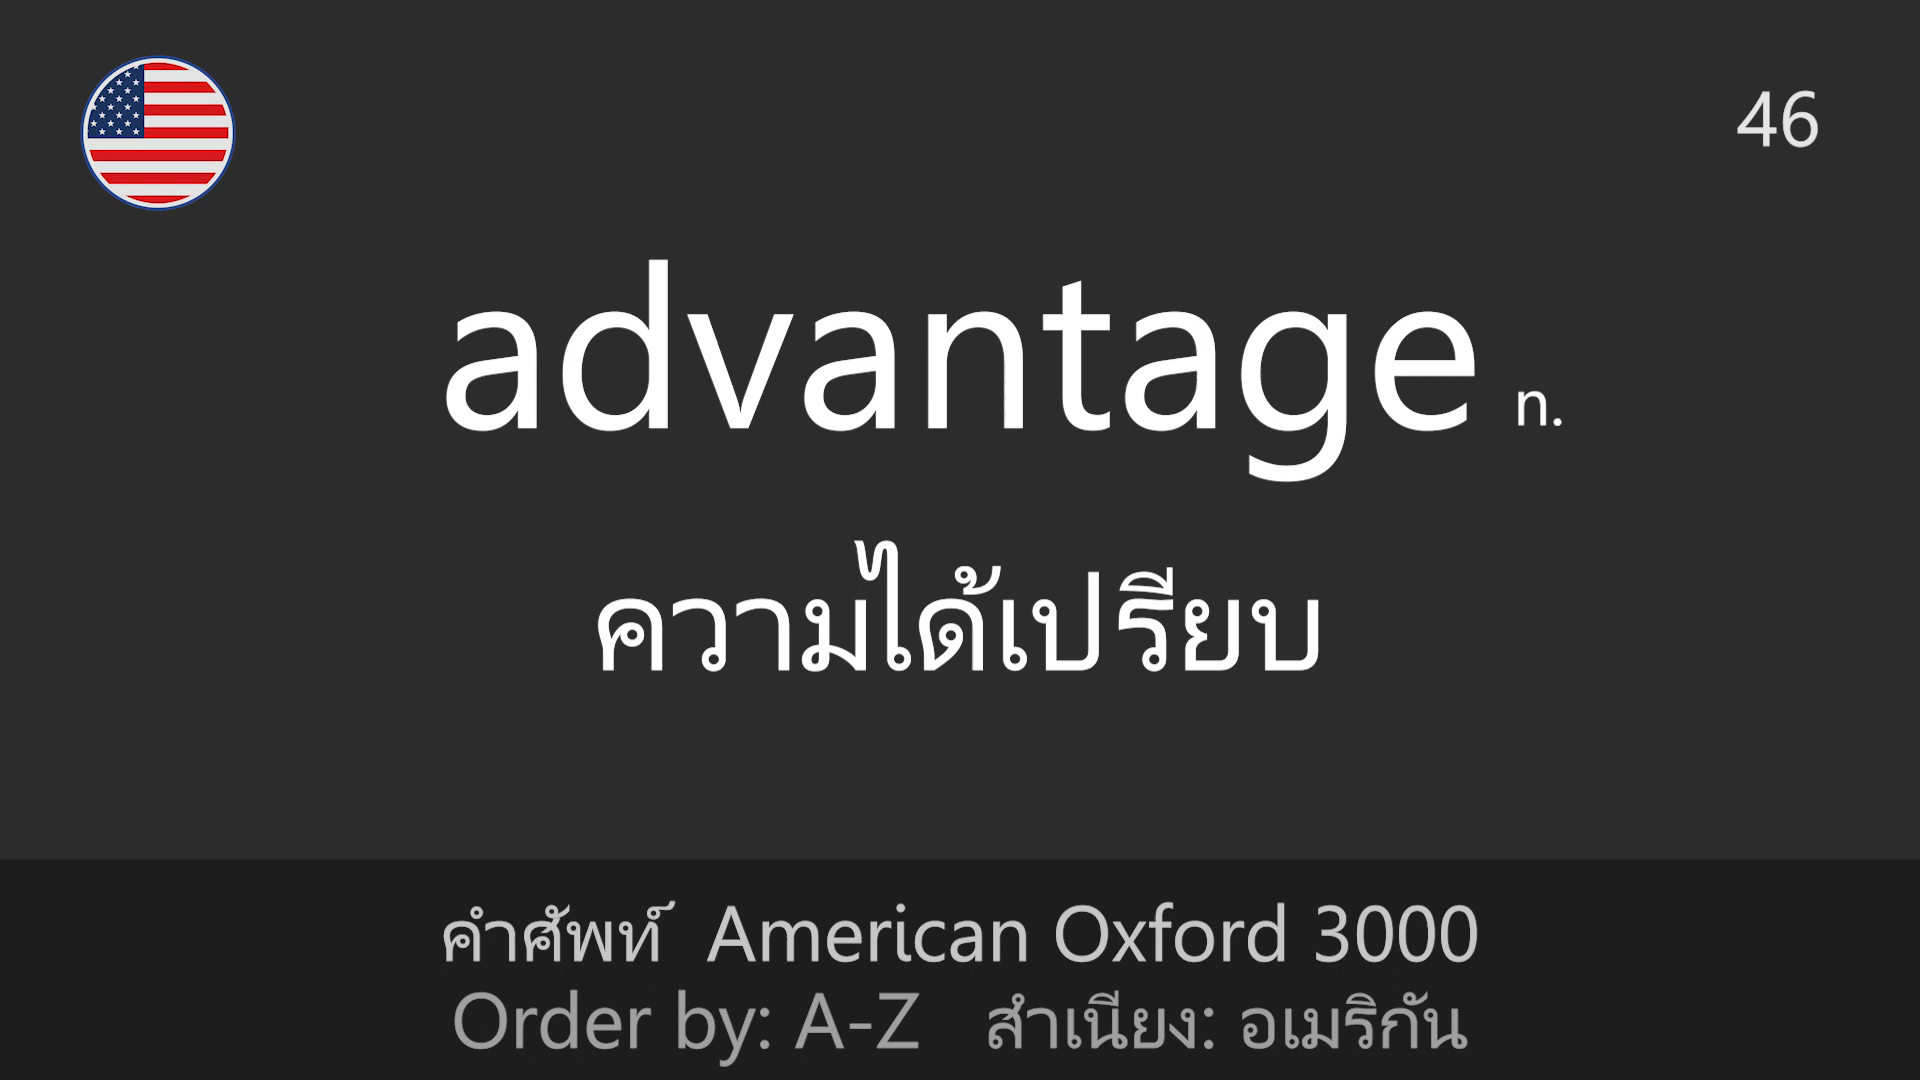 46
advantage n.
ความได้เปรียบ
คำศัพท์ American Oxford 3000
Order by: A-Z สำเนียง: อเมริกัน